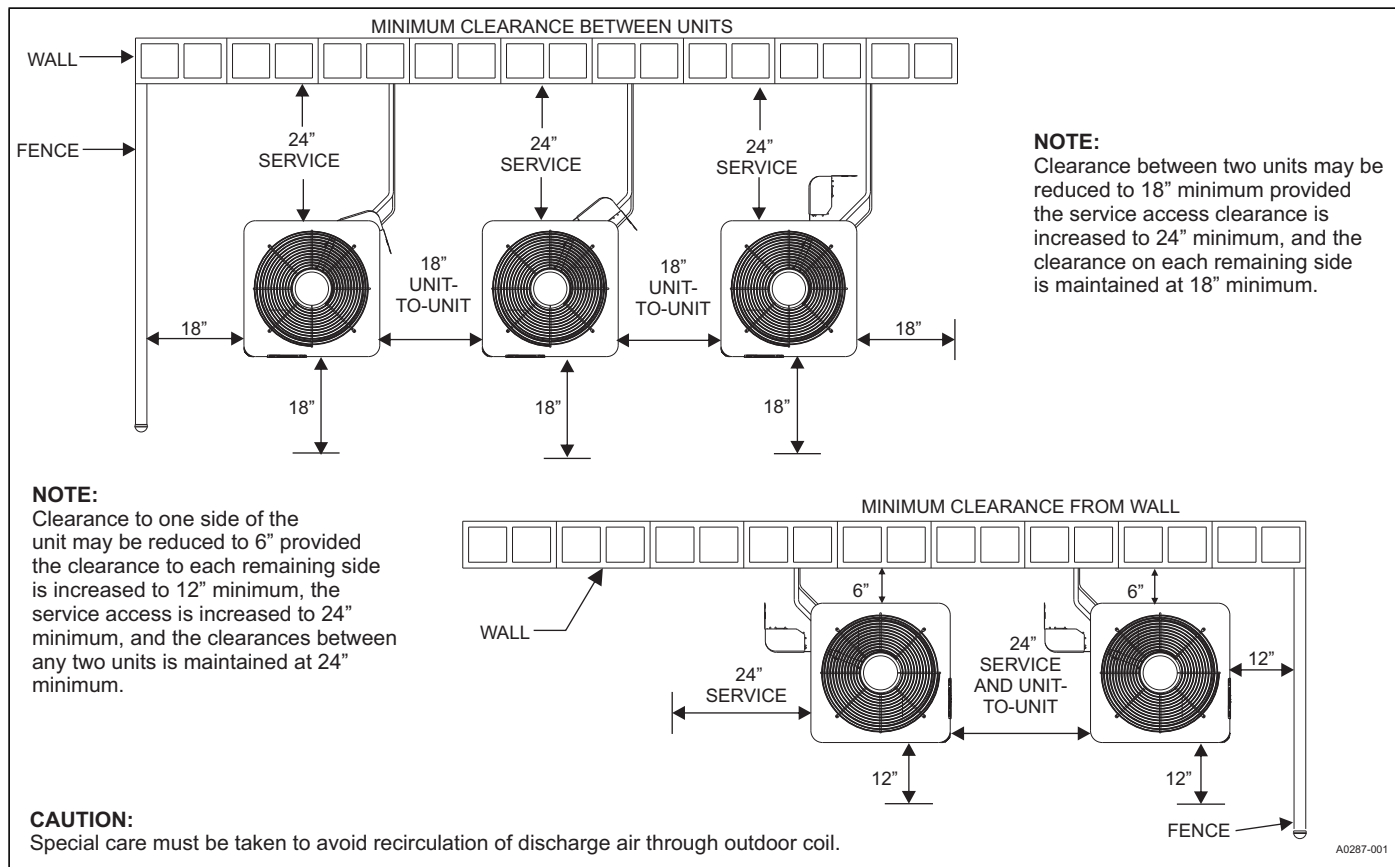 MINIMUM CLEARANCE BETWEEN UNITS
WALL
FENCE
24”
SERVICE
24”
SERVICE
24”
SERVICE
18”
UNIT-
TO-UNIT
18”
UNIT-
TO-UNIT
18”
18”
18”
18”
18”
NOTE:
Clearance between two units may be
reduced to 18” minimum provided
the service access clearance is
increased to 24” minimum, and the
clearance on each remaining side
is maintained at 18” minimum.
NOTE:
Clearance to one side of the
unit may be reduced to 6” provided
the clearance to each remaining side
is increased to 12” minimum, the
service access is increased to 24”
minimum, and the clearances between
any two units is maintained at 24”
minimum.
MINIMUM CLEARANCE FROM WALL
WALL
6”
6”
24”
SERVICE
24”
SERVICE
AND UNIT-
TO-UNIT
12”
12”
12”
FENCE
CAUTION:
Special care must be taken to avoid recirculation of discharge air through outdoor coil.
A0287-001